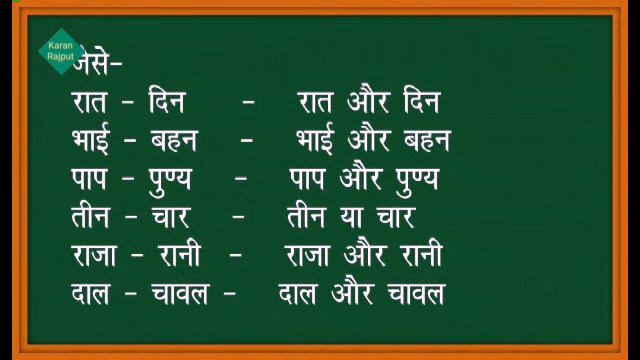 Karan
Rajput
जैसे-
रात - दिन - रात और दिन
भाई - बहन - भाई और बहन
पाप - पुण्य - पाप और पुण्य
तीन - चार - तीन या चार
राजा - रानी - राजा और रानी
दाल - चावल - दाल और चावल